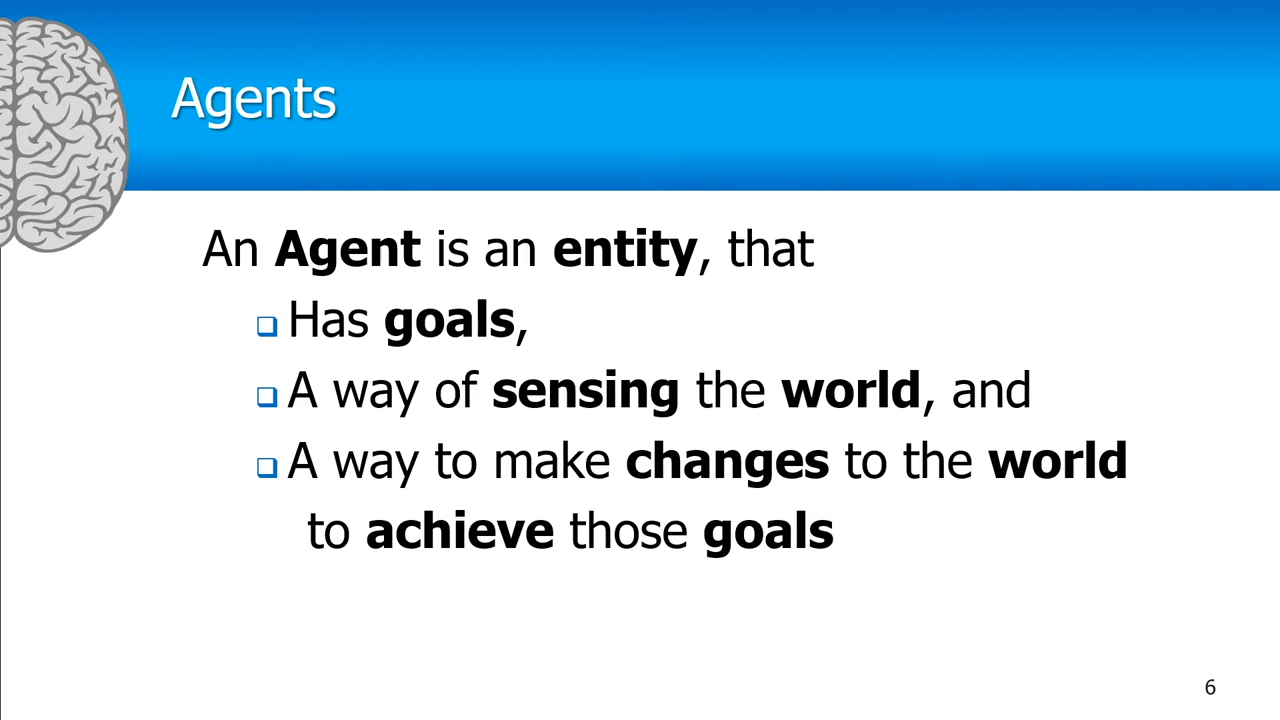 Agents
An Agent is an entity, that
❑ Has goals,
❑ A way of sensing the world, and
❑ A way to make changes to the world
to achieve those goals
6